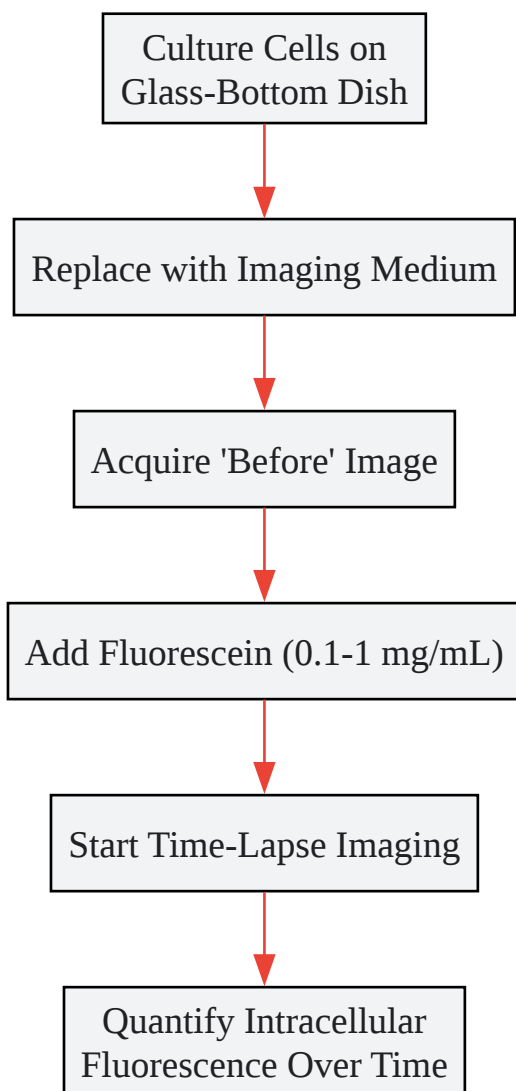 Culture Cells on
Glass-Bottom Dish
Replace with Imaging Medium
Acquire 'Before' Image
Add Fluorescein (0.1-1 mg/mL)
Start Time-Lapse Imaging
Quantify Intracellular
Fluorescence Over Time